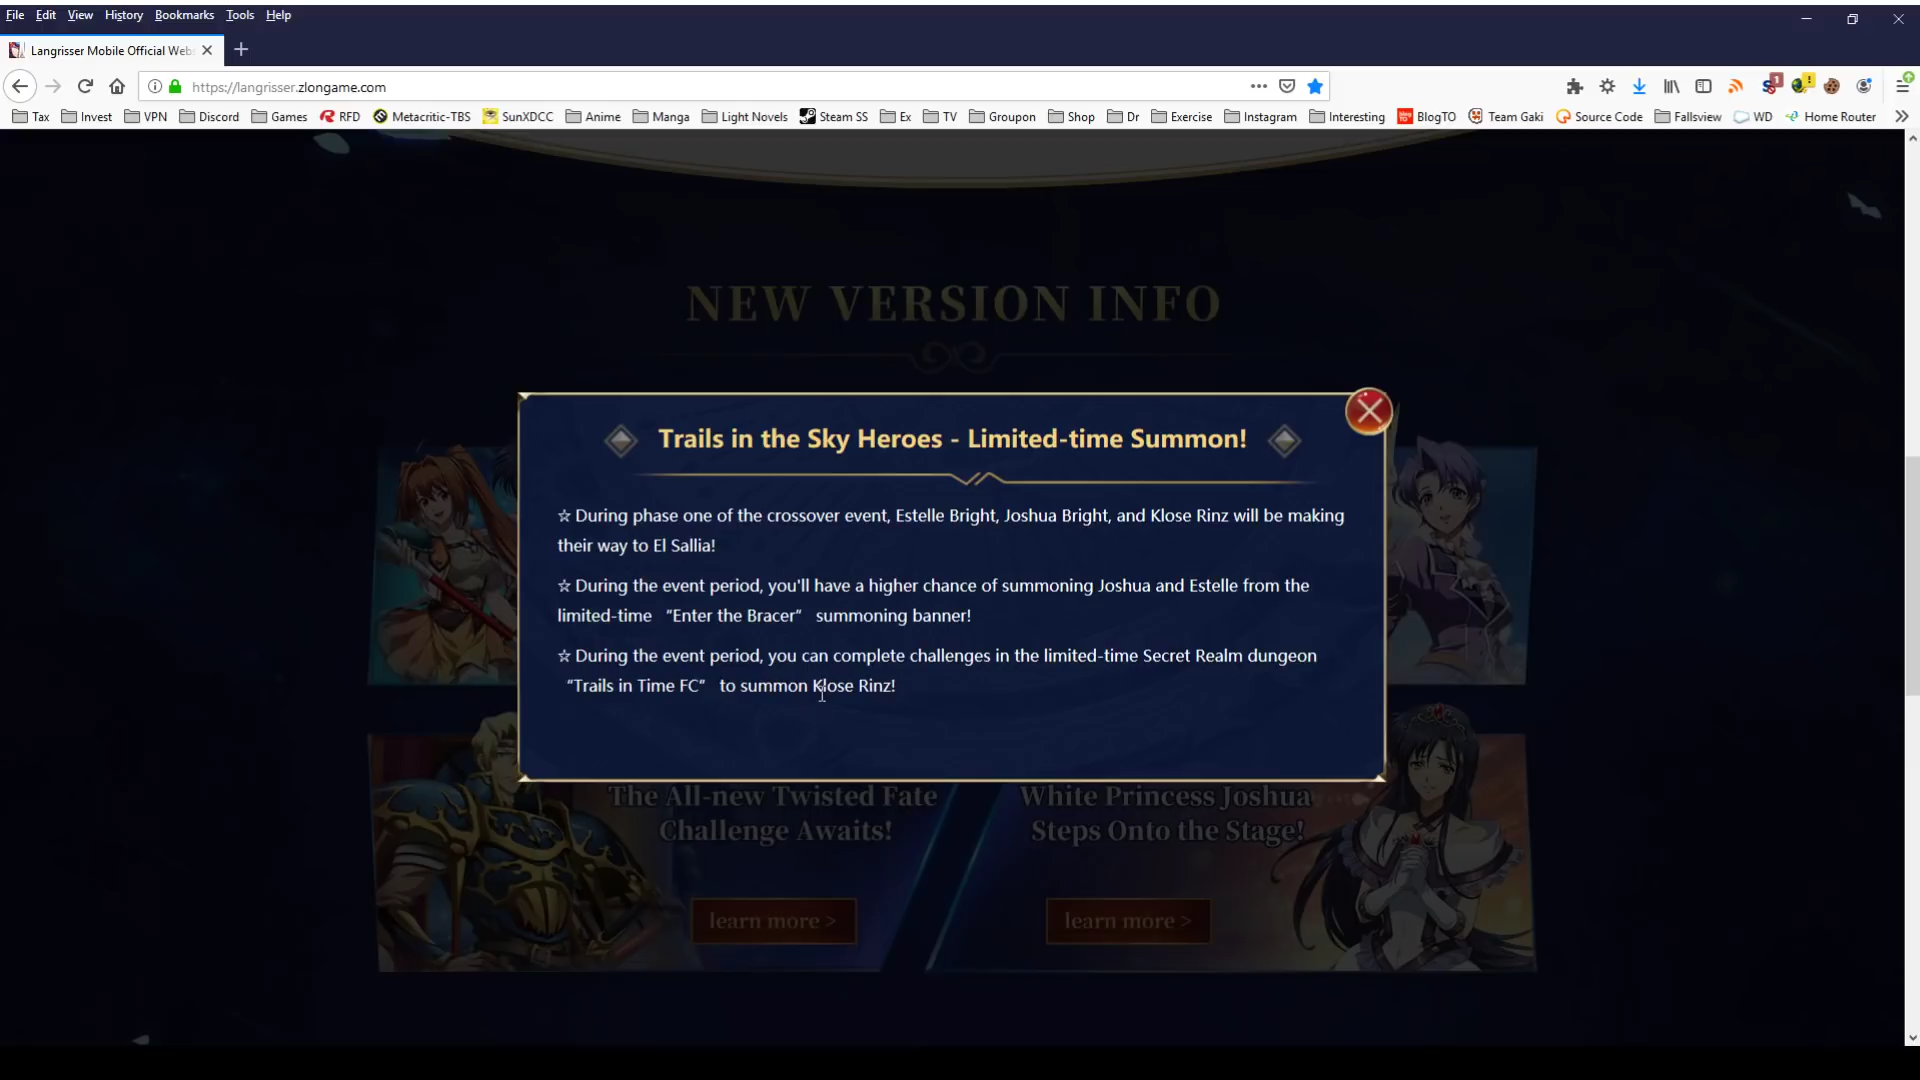 File Edit View History Bookmarks Tools Help
Langrisser Mobile Official Web
https://langrisser.zlongame.com
Tax Invest VPN Discord Games RFD Metacritic-TBS SunXDCC Anime Manga Light Novels Steam SS Ex TV Groupon Shop Dr Exercise Instagram Interesting BlogTO Team Gaki Source Code Fallsview WD Home Router
NEW VERSION INFO
Trails in the Sky Heroes - Limited-time Summon!
☆ During phase one of the crossover event, Estelle Bright, Joshua Bright, and Klose Rinz will be making
their way to El Sallia!
☆ During the event period, you'll have a higher chance of summoning Joshua and Estelle from the
limited-time “Enter the Bracer” summoning banner!
☆ During the event period, you can complete challenges in the limited-time Secret Realm dungeon
“Trails in Time FC” to summon Klose Rinz!
The All-new Twisted Fate
Challenge Awaits!
learn more >
White Princess Joshua
Steps Onto the Stage!
learn more >